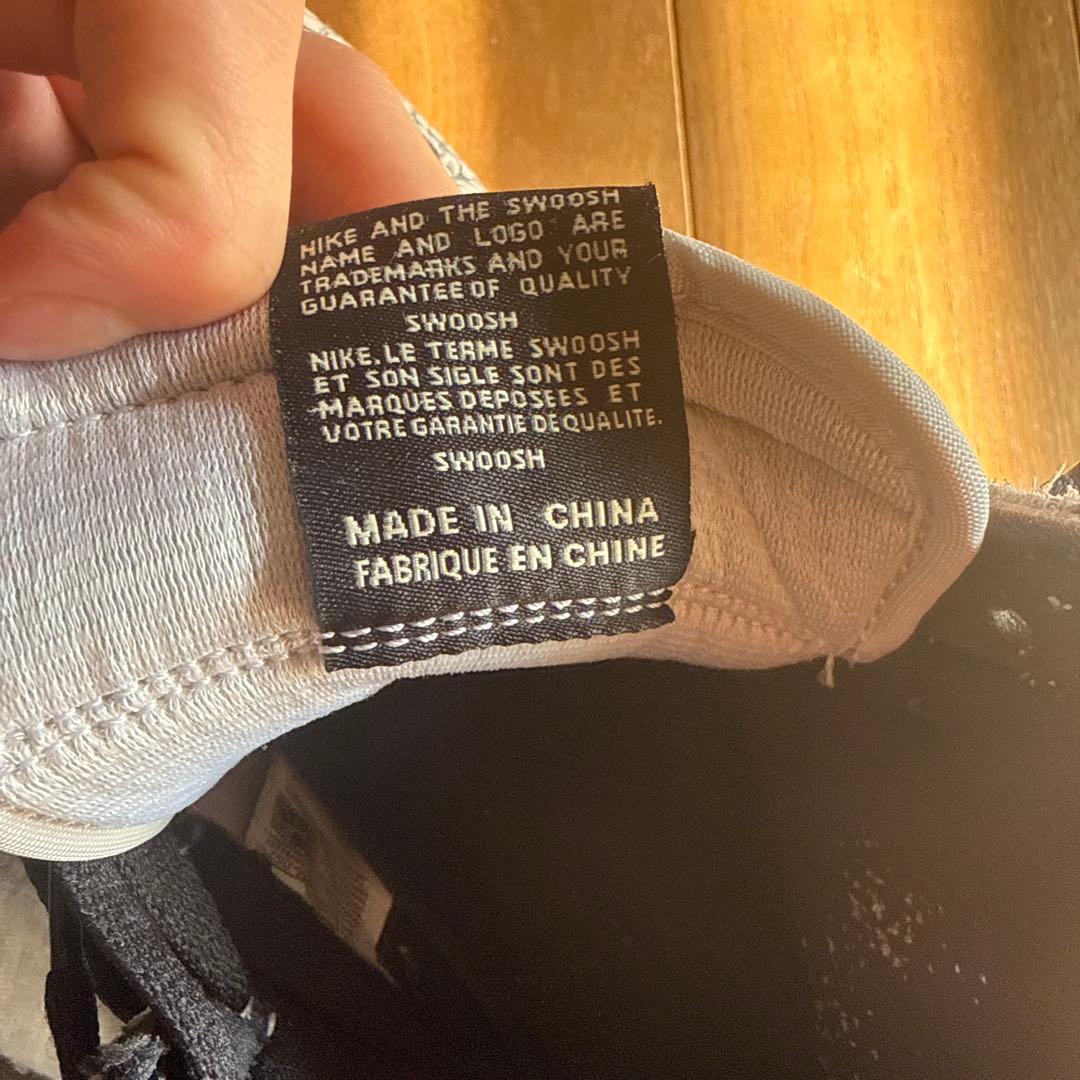 NIKE AND THE SWOOSH
NAME AND LOGO ARE
TRADEMARKS AND YOUR
GUARANTEE OF QUALITY
SWOOSH
NIKE. LE TERME SWOOSH
ET SON SIGLE SONT DES
MARQUES DEPOSEES ET
VOTRE GARANTIE DE QUALITE.
SWOOSH
MADE IN CHINA
FABRIQUE EN CHINE